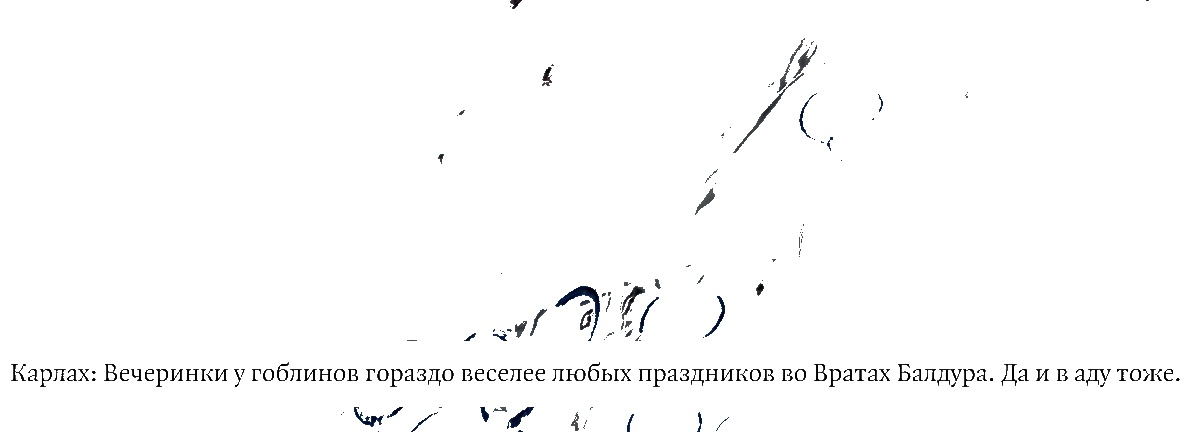 Карлах: Вечеринки у гоблинов гораздо веселее любых праздников во Вратах Балдура. Да и в аду тоже.